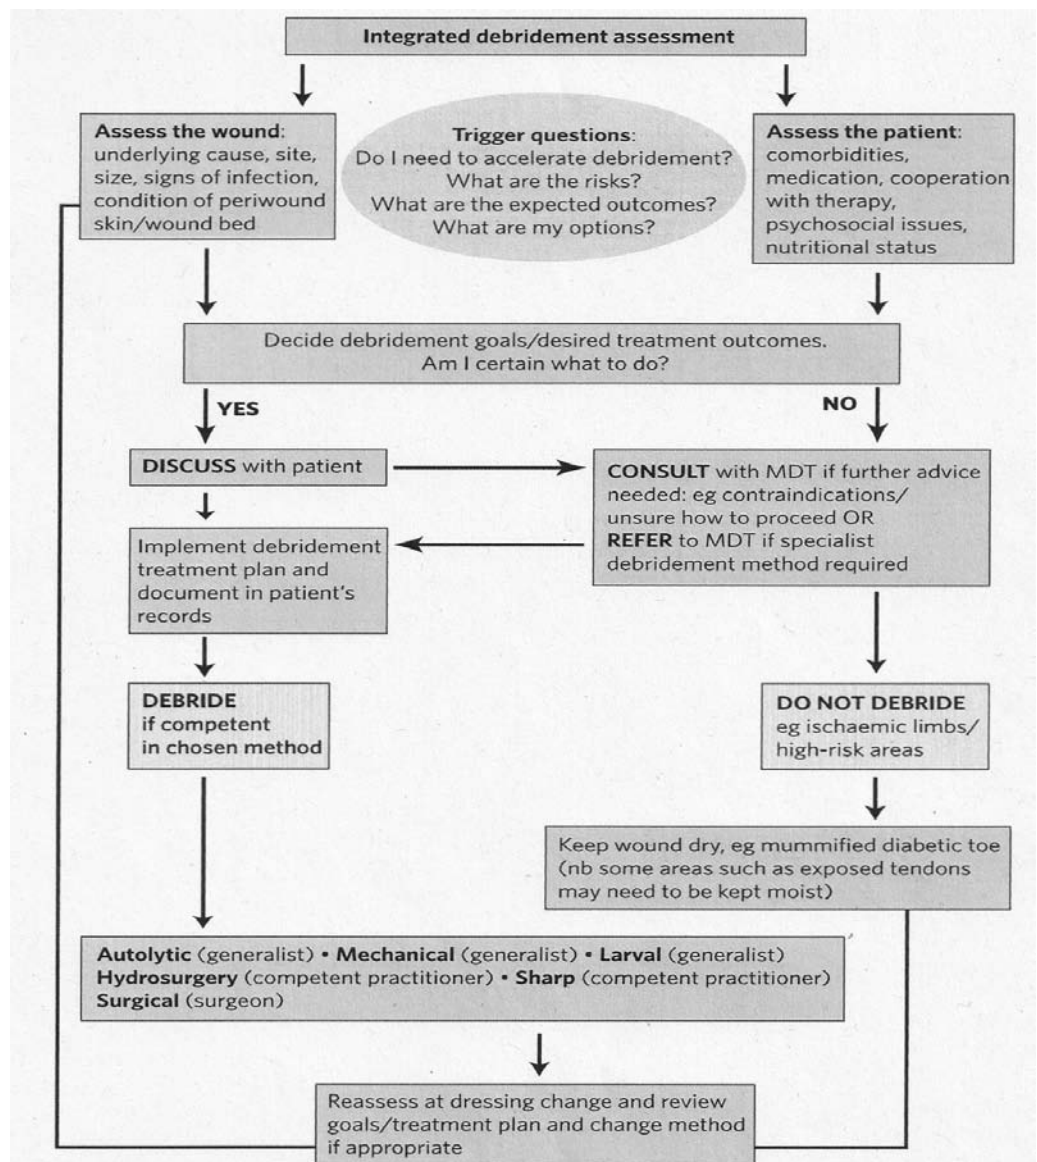 Integrated debridement assessment
Assess the wound:
underlying cause, site,
size, signs of infection,
condition of periwound
skin/wound bed
Trigger questions:
Do I need to accelerate debridement?
What are the risks?
What are the expected outcomes?
What are my options?
Assess the patient:
comorbidities,
medication, cooperation
with therapy,
psychosocial issues,
nutritional status
Decide debridement goals/desired treatment outcomes.
Am I certain what to do?
YES
NO
DISCUSS with patient
CONSULT with MDT if further advice
needed: eg contraindications/
unsure how to proceed OR
REFER to MDT if specialist
debridement method required
Implement debridement
treatment plan and
document in patient's
records
DEBRIDE
if competent
in chosen method
DO NOT DEBRIDE
eg ischaemic limbs/
high-risk areas
Keep wound dry, eg mummified diabetic toe
(nb some areas such as exposed tendons
may need to be kept moist)
Autolytic (generalist) • Mechanical (generalist) • Larval (generalist)
Hydrosurgery (competent practitioner) • Sharp (competent practitioner)
Surgical (surgeon)
Reassess at dressing change and review
goals/treatment plan and change method
if appropriate